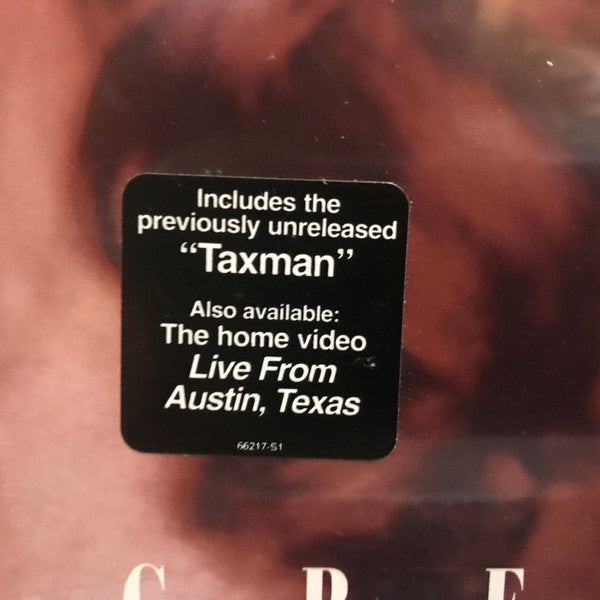 Includes the
previously unreleased
“Taxman”
Also available:
The home video
Live From
Austin, Texas
66217-S1